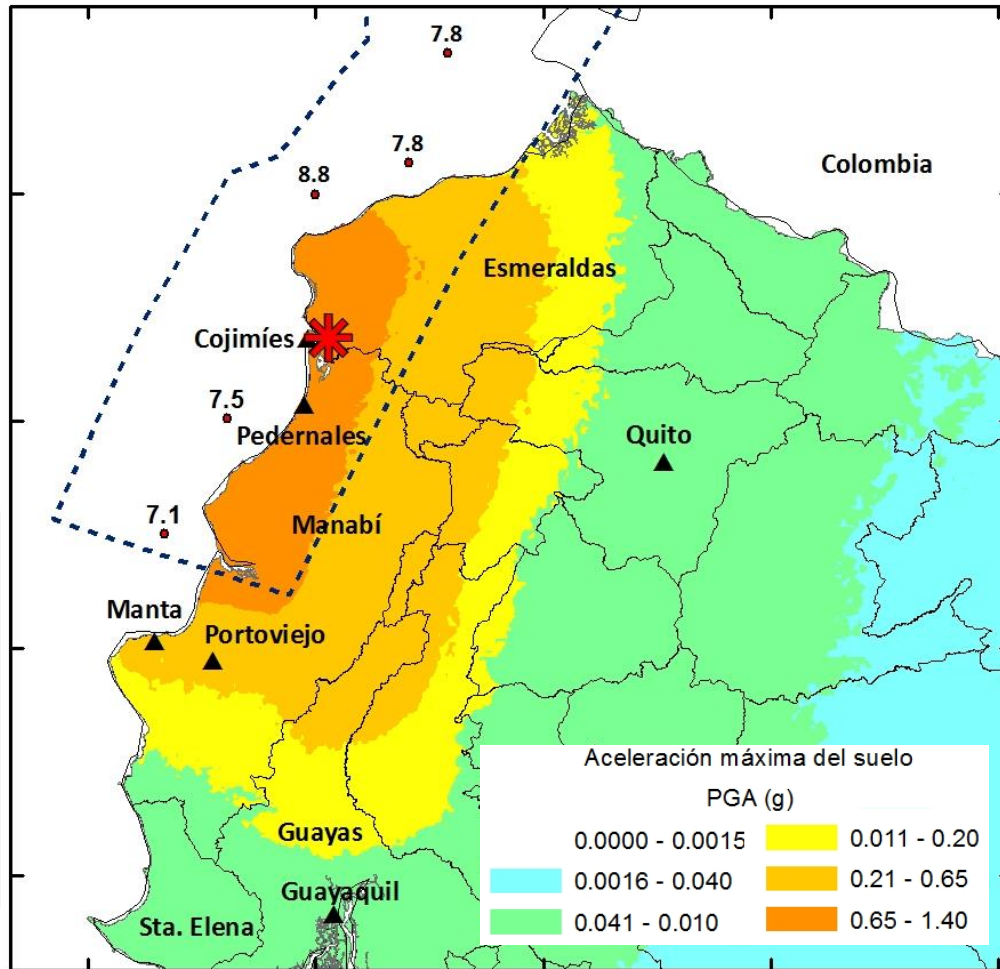 7.8
7.8
Colombia
8.8
Esmeraldas
Cojimíes
7.5
Pedernales
Quito
7.1
Manabí
Manta
Portoviejo
Aceleración máxima del suelo
PGA (g)
0.0000 - 0.0015
0.011 - 0.20
0.0016 - 0.040
0.21 - 0.65
0.041 - 0.010
0.65 - 1.40
Guayas
Guayaquil
Sta. Elena